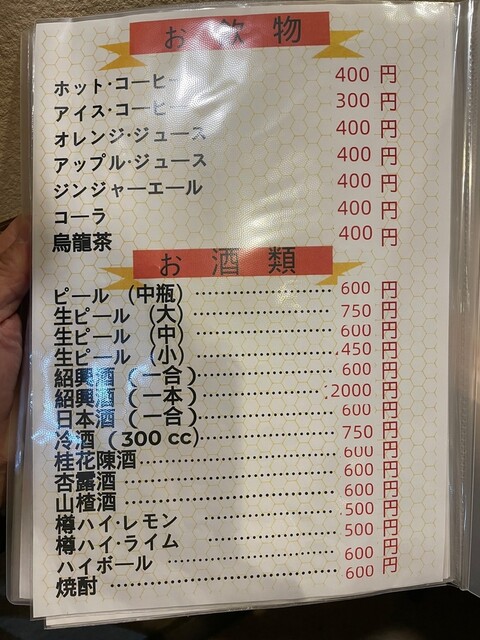 お飲物
ホット・コーヒー 400円
アイス・コーヒー 300円
オレンジ・ジュース 400円
アップル・ジュース 400円
ジンジャーエール 400円
コーラ 400円
烏龍茶 400円
お酒類
ピール（中瓶）……………… 600円
生ピール（大）……………… 750円
生ピール（中）……………… 600円
生ピール（小）……………… 450円
紹興酒（一合）……………… 600円
紹興酒（一本）……………… 2000円
日本酒（一合）……………… 600円
冷酒（300 cc）……………… 750円
桂花陳酒……………… 600円
杏露酒……………… 600円
山楂酒……………… 600円
樽ハイ・レモン ……………… 500円
樽ハイ・ライム ……………… 500円
ハイボール ……………… 600円
焼酎 ……………… 600円